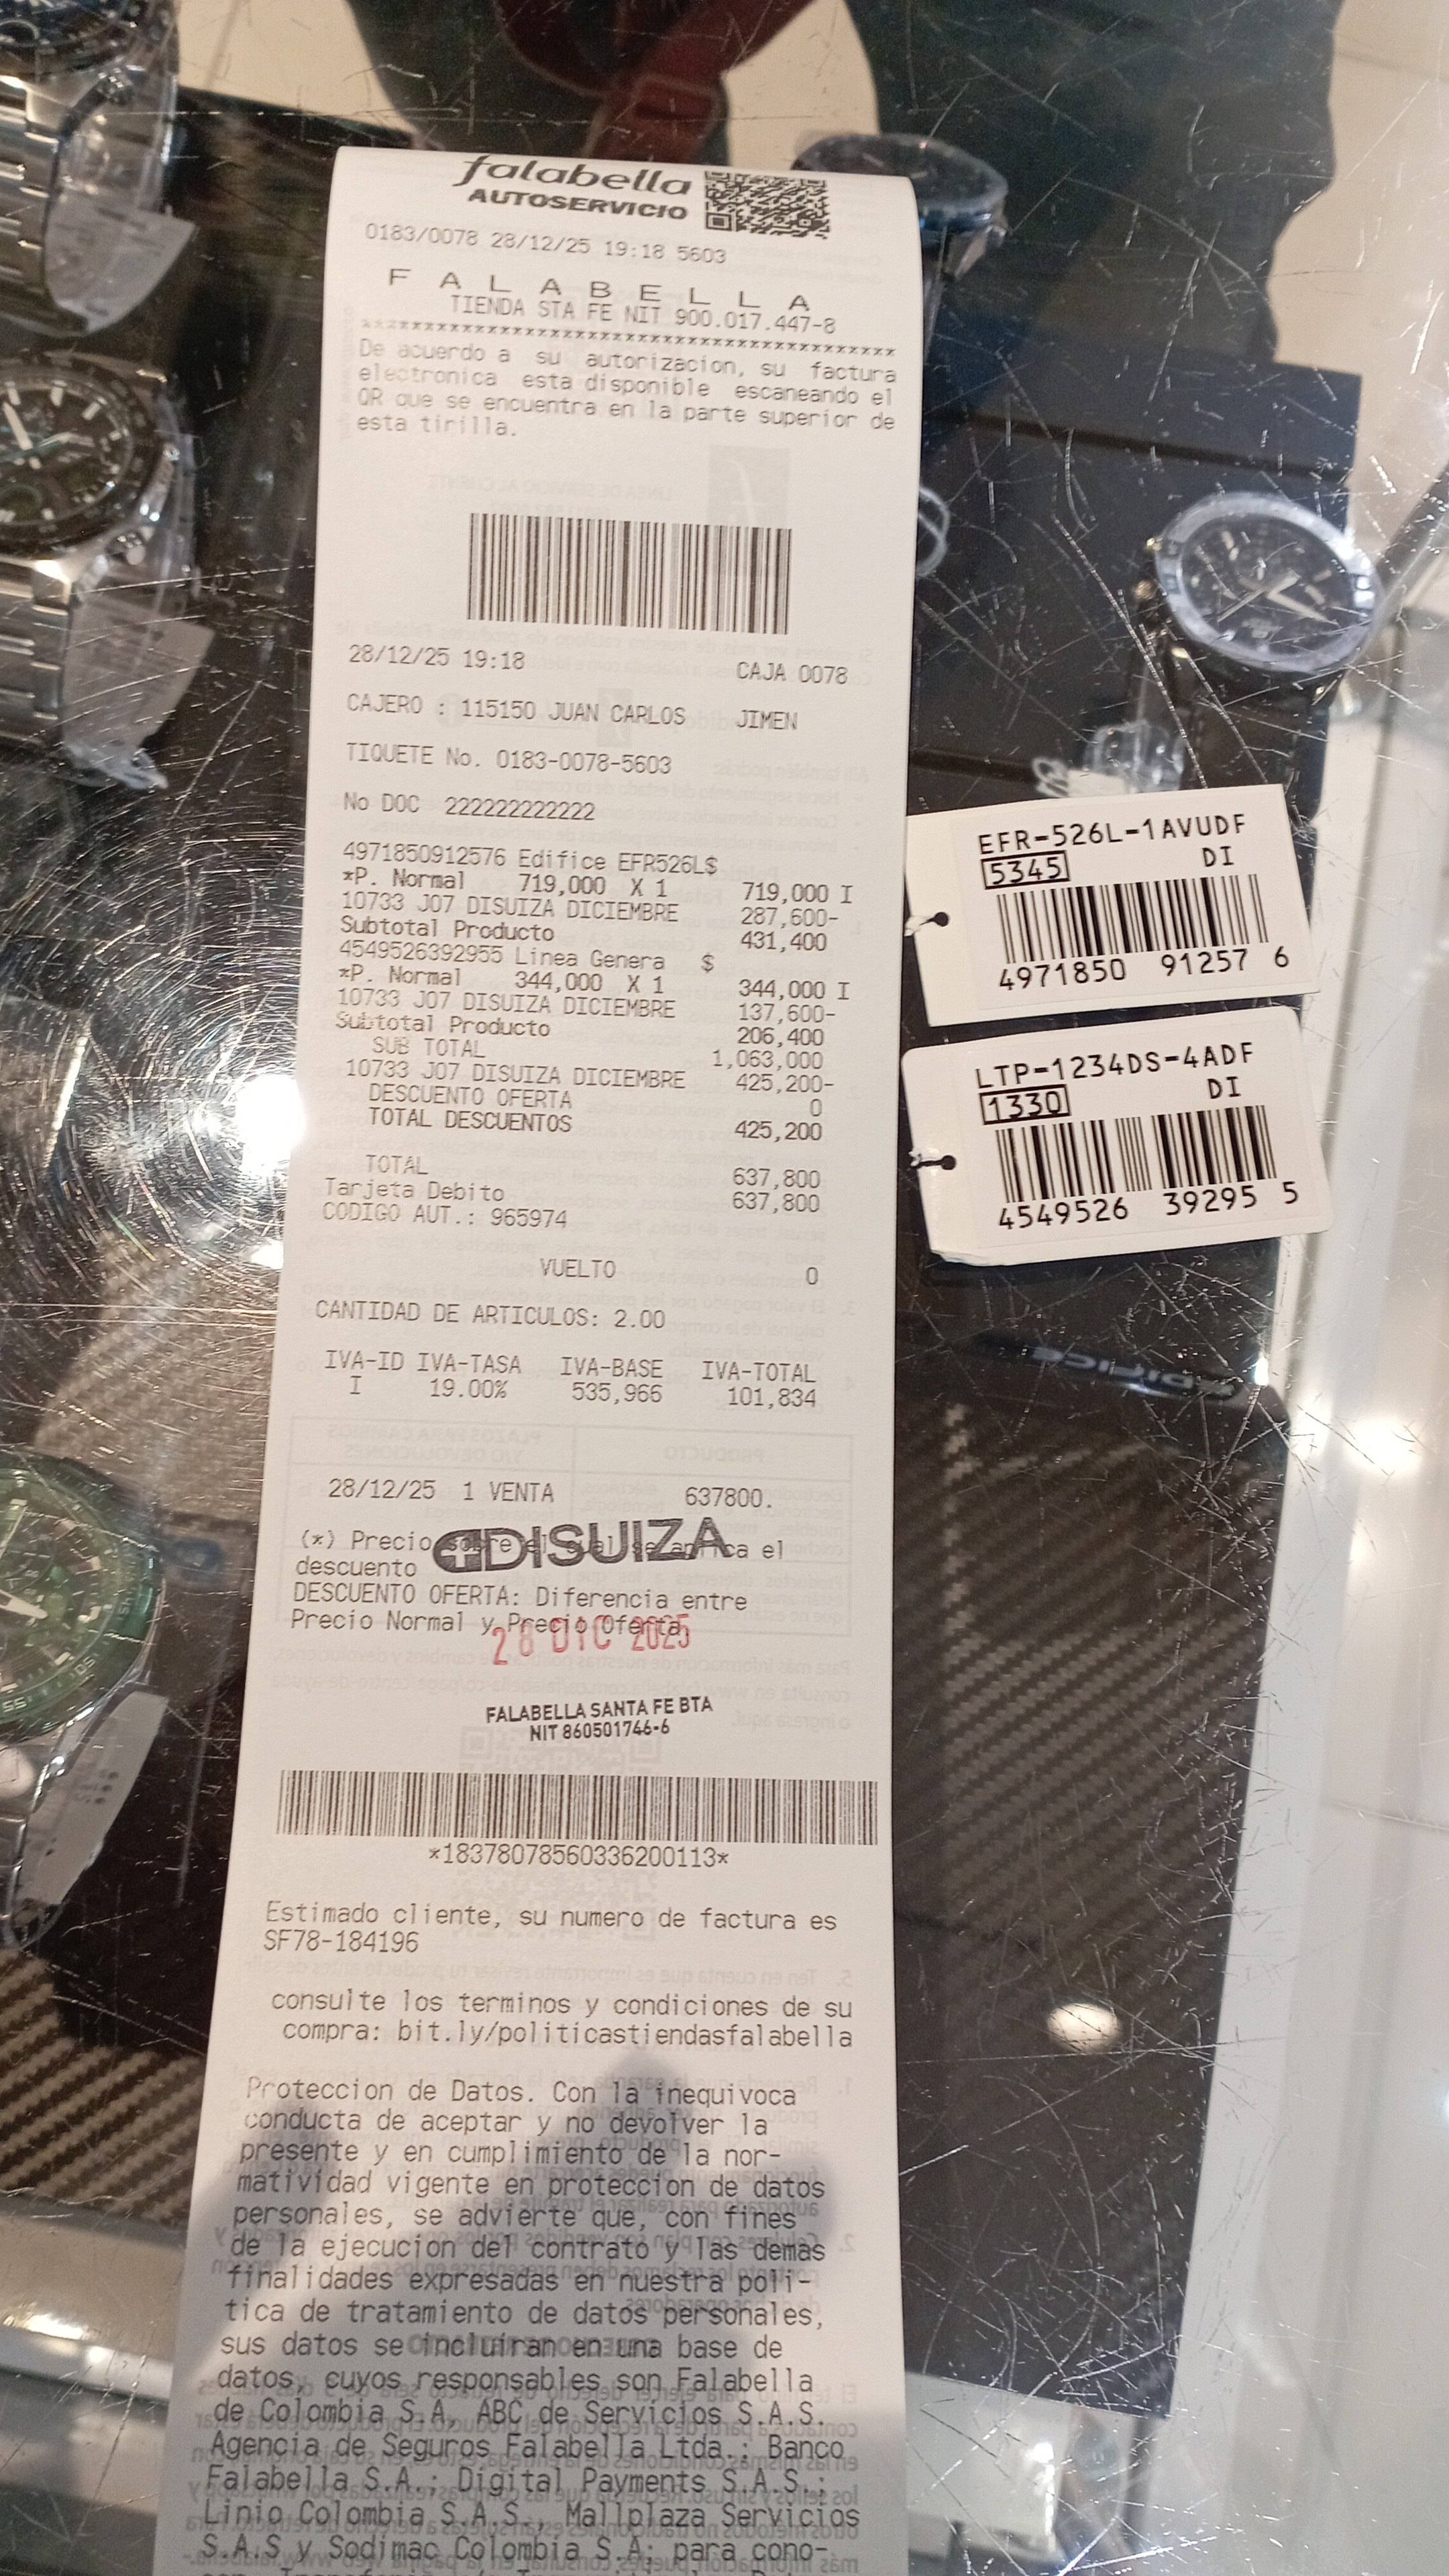 falabella
AUTOSERVICIO
0183/0078 28/12/25 19:18 5603
F A L A B E L L A
TIENDA STA FE NIT 900.017.447-8
******************************************
De acuerdo a su autorizacion, su factura
electronica esta disponible escaneando el
QR que se encuentra en la parte superior de
esta tirilla.
28/12/25 19:18 CAJA 0078
CAJERO : 115150 JUAN CARLOS JIMEN
TIQUETE No. 0183-0078-5603
No DOC 222222222222
4971850912576 Edifice EFR526L$
*P. Normal 719,000 X 1 719,000 I
10733 J07 DISUIZA DICIEMBRE 287,600-
Subtotal Producto 431,400
4549526392955 Linea Genera $
*P. Normal 344,000 X 1 344,000 I
10733 J07 DISUIZA DICIEMBRE 137,600-
Subtotal Producto 206,400
SUB TOTAL 1,063,000
10733 J07 DISUIZA DICIEMBRE 425,200-
DESCUENTO OFERTA 0
TOTAL DESCUENTOS 425,200
TOTAL 637,800
Tarjeta Debito 637,800
CODIGO AUT.: 965974
VUELTO 0
CANTIDAD DE ARTICULOS: 2.00
IVA-ID IVA-TASA IVA-BASE IVA-TOTAL
I 19.00% 535,966 101,834
28/12/25 1 VENTA 637800.
(*) Precio sobre el cual se aplica el
descuento
DISUIZA
DESCUENTO OFERTA: Diferencia entre
Precio Normal y Precio Oferta.
28 DIC 2025
FALABELLA SANTA FE BTA
NIT 860501746-6
*18378078560336200113*
Estimado cliente, su numero de factura es
SF78-184196
consulte los terminos y condiciones de su
compra: bit.ly/politicastiendasfalabella
Proteccion de Datos. Con la inequivoca
conducta de aceptar y no devolver la
presente y en cumplimiento de la nor-
matividad vigente en proteccion de datos
personales, se advierte que, con fines
de la ejecucion del contrato y las demas
finalidades expresadas en nuestra poli-
tica de tratamiento de datos personales,
sus datos se incluiran en una base de
datos, cuyos responsables son Falabella
de Colombia S.A, ABC de Servicios S.A.S.
Agencia de Seguros Falabella Ltda.; Banco
Falabella S.A.; Digital Payments S.A.S.;
Linio Colombia S.A.S., Mallplaza Servicios
S.A.S y Sodimac Colombia S.A; para cono-
EFR-526L-1AVUDF
5345 DI
4971850 91257 6
LTP-1234DS-4ADF
1330 DI
4549526 39295 5
EDIFICE